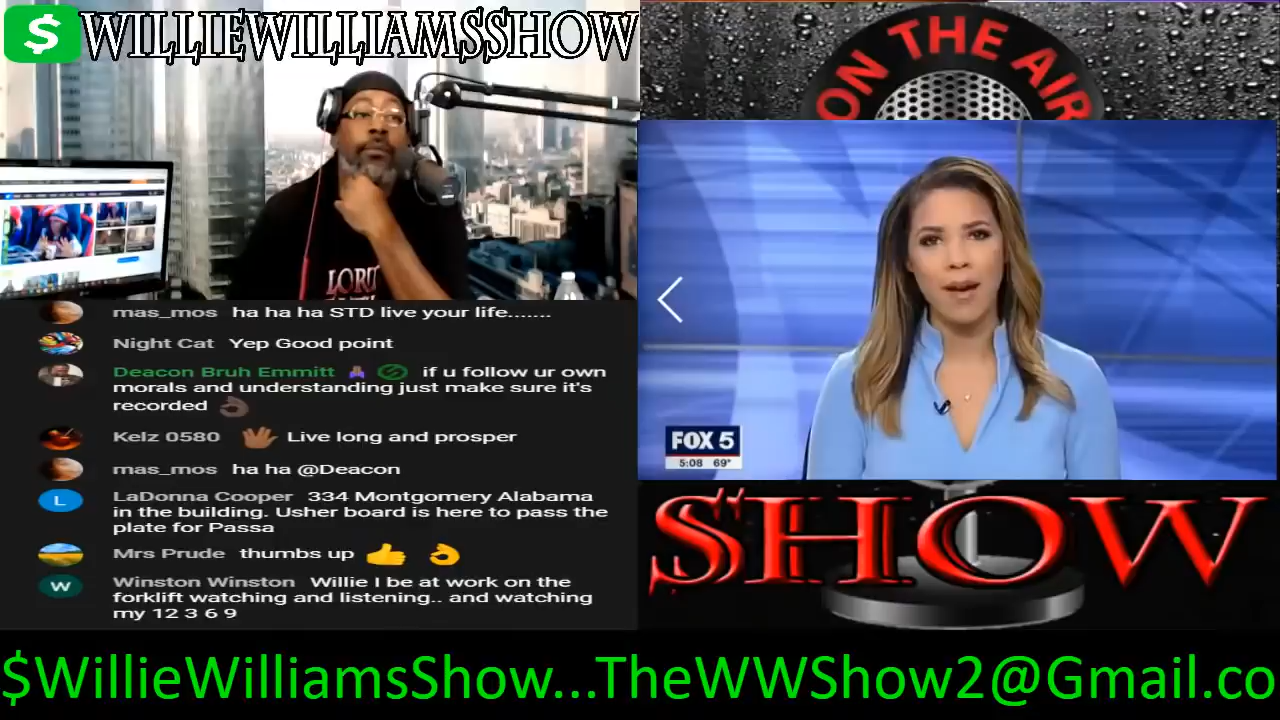 $ WILLIEWILLIAMSSHOW
ON THE AIR
LORD
mas_mos ha ha ha STD live your life.......
Night Cat Yep Good point
Deacon Bruh Emmitt if u follow ur own
morals and understanding just make sure it's
recorded
Kelz 0580 Live long and prosper
mas_mos ha ha @Deacon
LaDonna Cooper 334 Montgomery Alabama
in the building. Usher board is here to pass the
plate for Passa
Mrs Prude thumbs up
Winston Winston Willie I be at work on the
forklift watching and listening.. and watching
my 12 3 6 9
L
W
FOX 5
5:08 69°
SHOW
$WillieWilliamsShow...TheWWShow2@Gmail.co